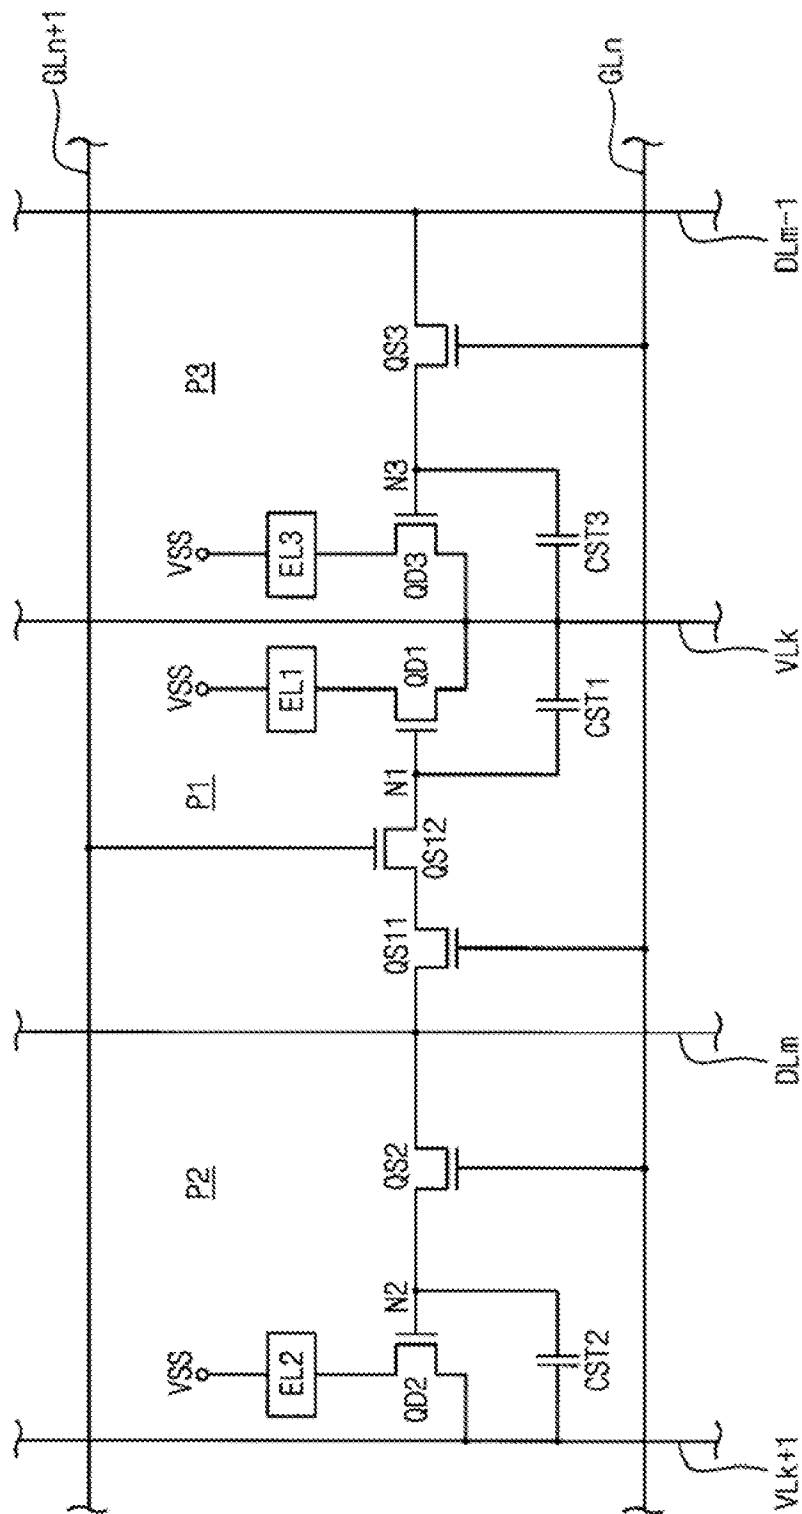 GLn+1
GLn
P2
P1
P3
VSS
VSS
VSS
EL2
EL1
EL3
N2
QS2
QS11
N1
N3
QS3
QD2
QS12
QD1
QD3
CST2
CST1
CST3
VLk+1
DLm
VLk
DLm-1